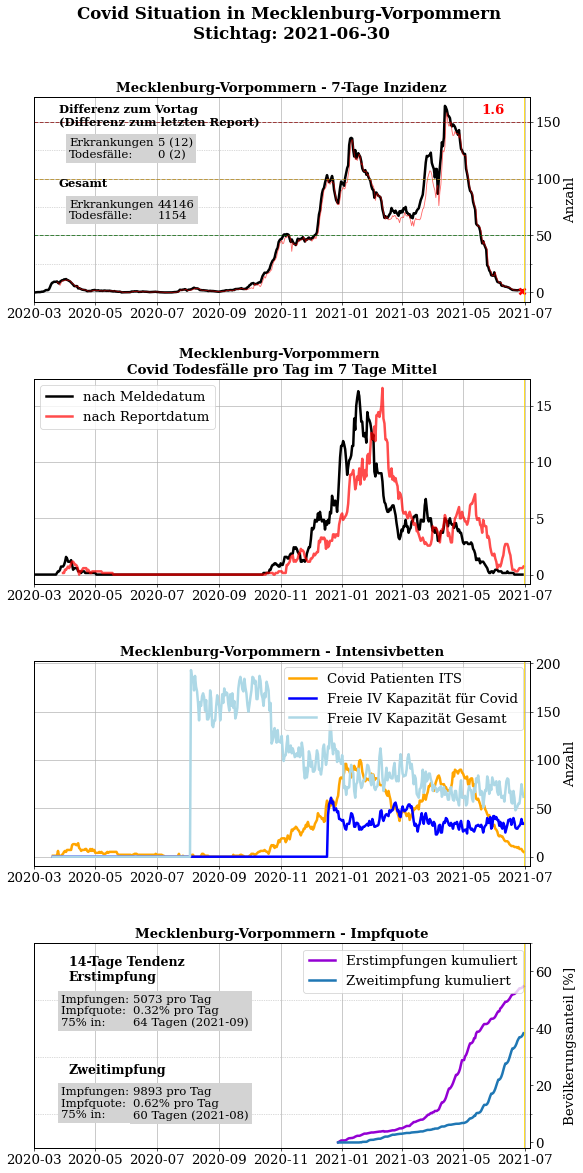 Covid Situation in Mecklenburg-Vorpommern
Stichtag: 2021-06-30
Mecklenburg-Vorpommern - 7-Tage Inzidenz
Differenz zum Vortag
(Differenz zum letzten Report)
Erkrankungen 5 (12)
Todesfälle: 0 (2)
Gesamt
Erkrankungen 44146
Todesfälle: 1154
1.6
150
100
50
0
Anzahl
2020-03 2020-05 2020-07 2020-09 2020-11 2021-01 2021-03 2021-05 2021-07
Mecklenburg-Vorpommern
Covid Todesfälle pro Tag im 7 Tage Mittel
nach Meldedatum
nach Reportdatum
15
10
5
0
2020-03 2020-05 2020-07 2020-09 2020-11 2021-01 2021-03 2021-05 2021-07
Mecklenburg-Vorpommern - Intensivbetten
Covid Patienten ITS
Freie IV Kapazität für Covid
Freie IV Kapazität Gesamt
200
150
100
50
0
Anzahl
2020-03 2020-05 2020-07 2020-09 2020-11 2021-01 2021-03 2021-05 2021-07
Mecklenburg-Vorpommern - Impfquote
14-Tage Tendenz
Erstimpfung
Impfungen: 5073 pro Tag
Impfquote: 0.32% pro Tag
75% in: 64 Tagen (2021-09)
Zweitimpfung
Impfungen: 9893 pro Tag
Impfquote: 0.62% pro Tag
75% in: 60 Tagen (2021-08)
Erstimpfungen kumuliert
Zweitimpfung kumuliert
60
40
20
0
Bevölkerungsanteil [%]
2020-03 2020-05 2020-07 2020-09 2020-11 2021-01 2021-03 2021-05 2021-07